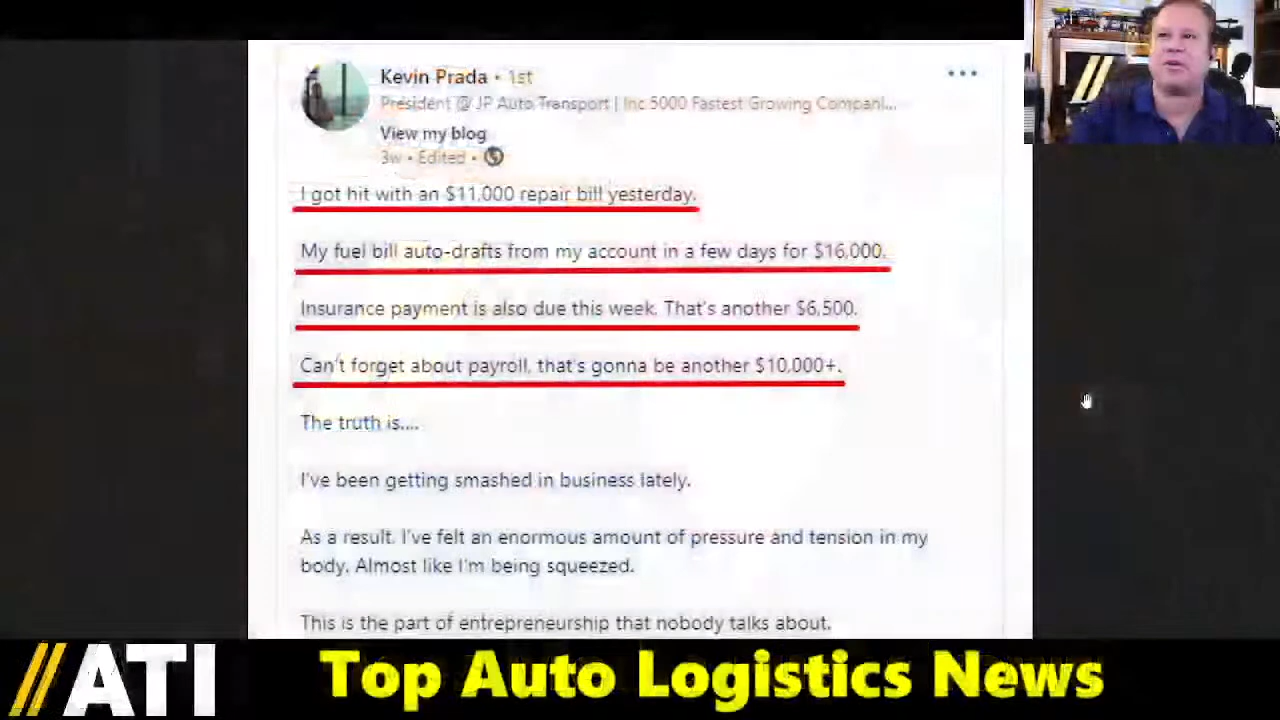 Kevin Prada • 1st
President @ JP Auto Transport | Inc 5000 Fastest Growing Compani...
View my blog
3w • Edited •
I got hit with an $11,000 repair bill yesterday.
My fuel bill auto-drafts from my account in a few days for $16,000.
Insurance payment is also due this week. That's another $6,500.
Can't forget about payroll, that's gonna be another $10,000+.
The truth is....
I've been getting smashed in business lately.
As a result, I've felt an enormous amount of pressure and tension in my
body. Almost like I'm being squeezed.
This is the part of entrepreneurship that nobody talks about.
//ATI Top Auto Logistics News